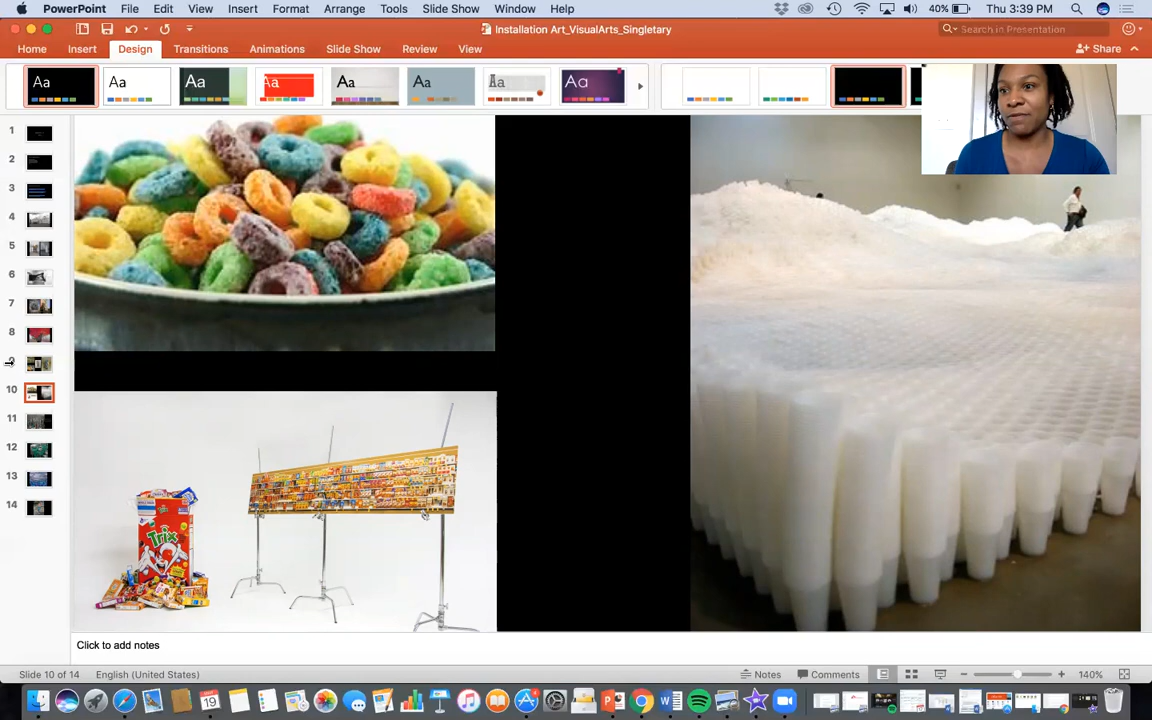 PowerPoint File Edit View Insert Format Arrange Tools Slide Show Window Help 40% Thu 3:39 PM
Installation Art_VisualArts_Singletary
Search in Presentation
Home Insert Design Transitions Animations Slide Show Review View
Share
Aa Aa Aa Aa Aa Aa Aa Aa
1
2
3
4
5
6
7
8
9
10
11
12
13
14
Trix
Click to add notes
Slide 10 of 14 English (United States) Notes Comments 140%
19